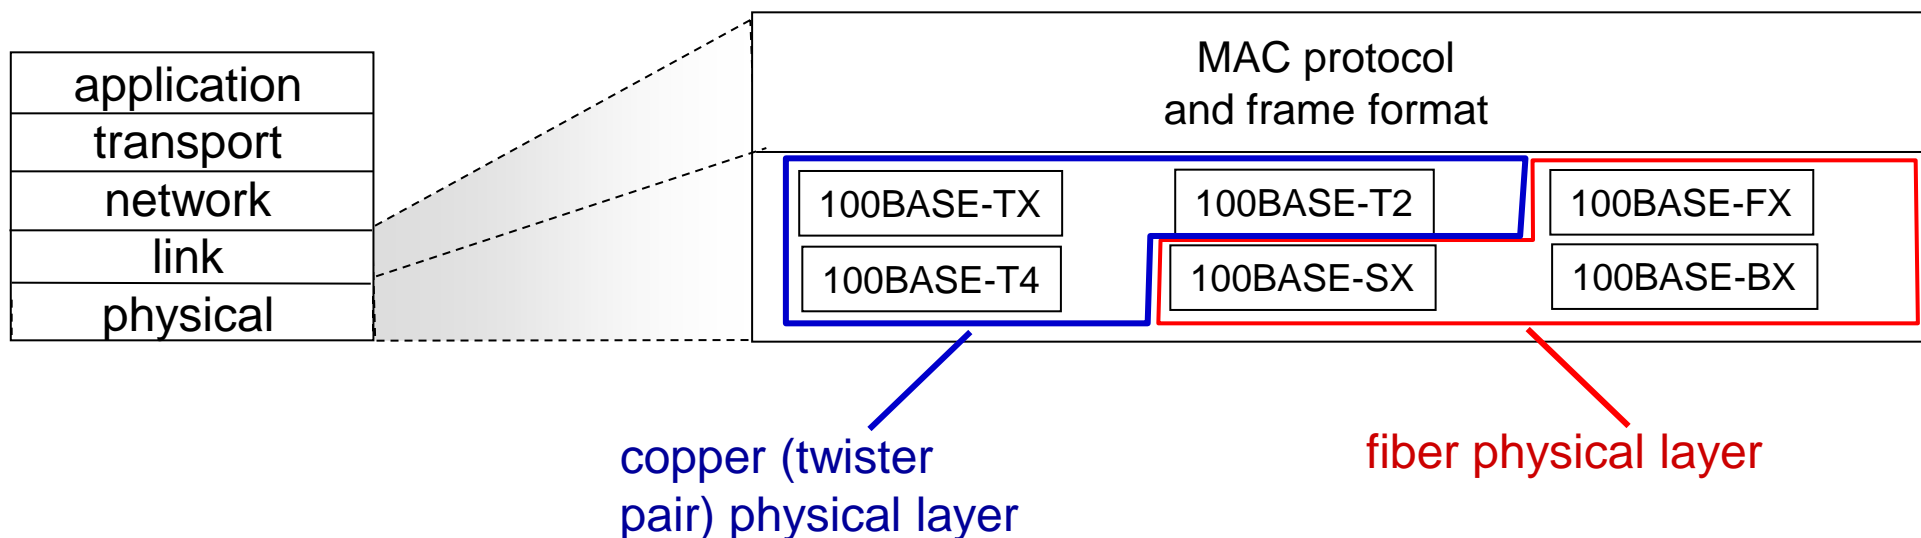 application
transport
network
link
physical
MAC protocol
and frame format
100BASE-TX
100BASE-T2
100BASE-FX
100BASE-T4
100BASE-SX
100BASE-BX
copper (twister
pair) physical layer
fiber physical layer